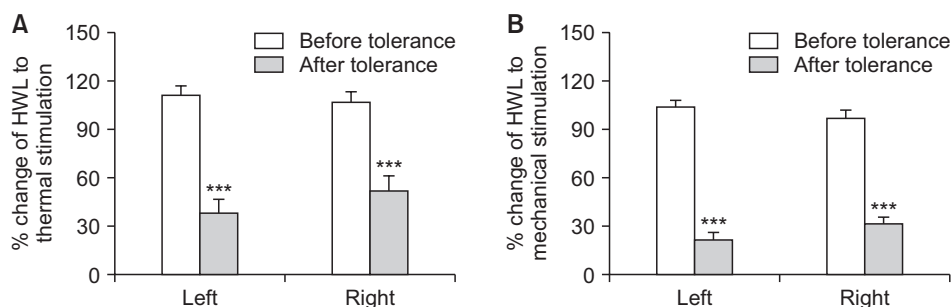 A
% change of HWL to
thermal stimulation
150
120
90
60
30
0
Before tolerance
After tolerance
***
***
Left
Right
B
% change of HWL to
mechanical stimulation
150
120
90
60
30
0
Before tolerance
After tolerance
***
***
Left
Right